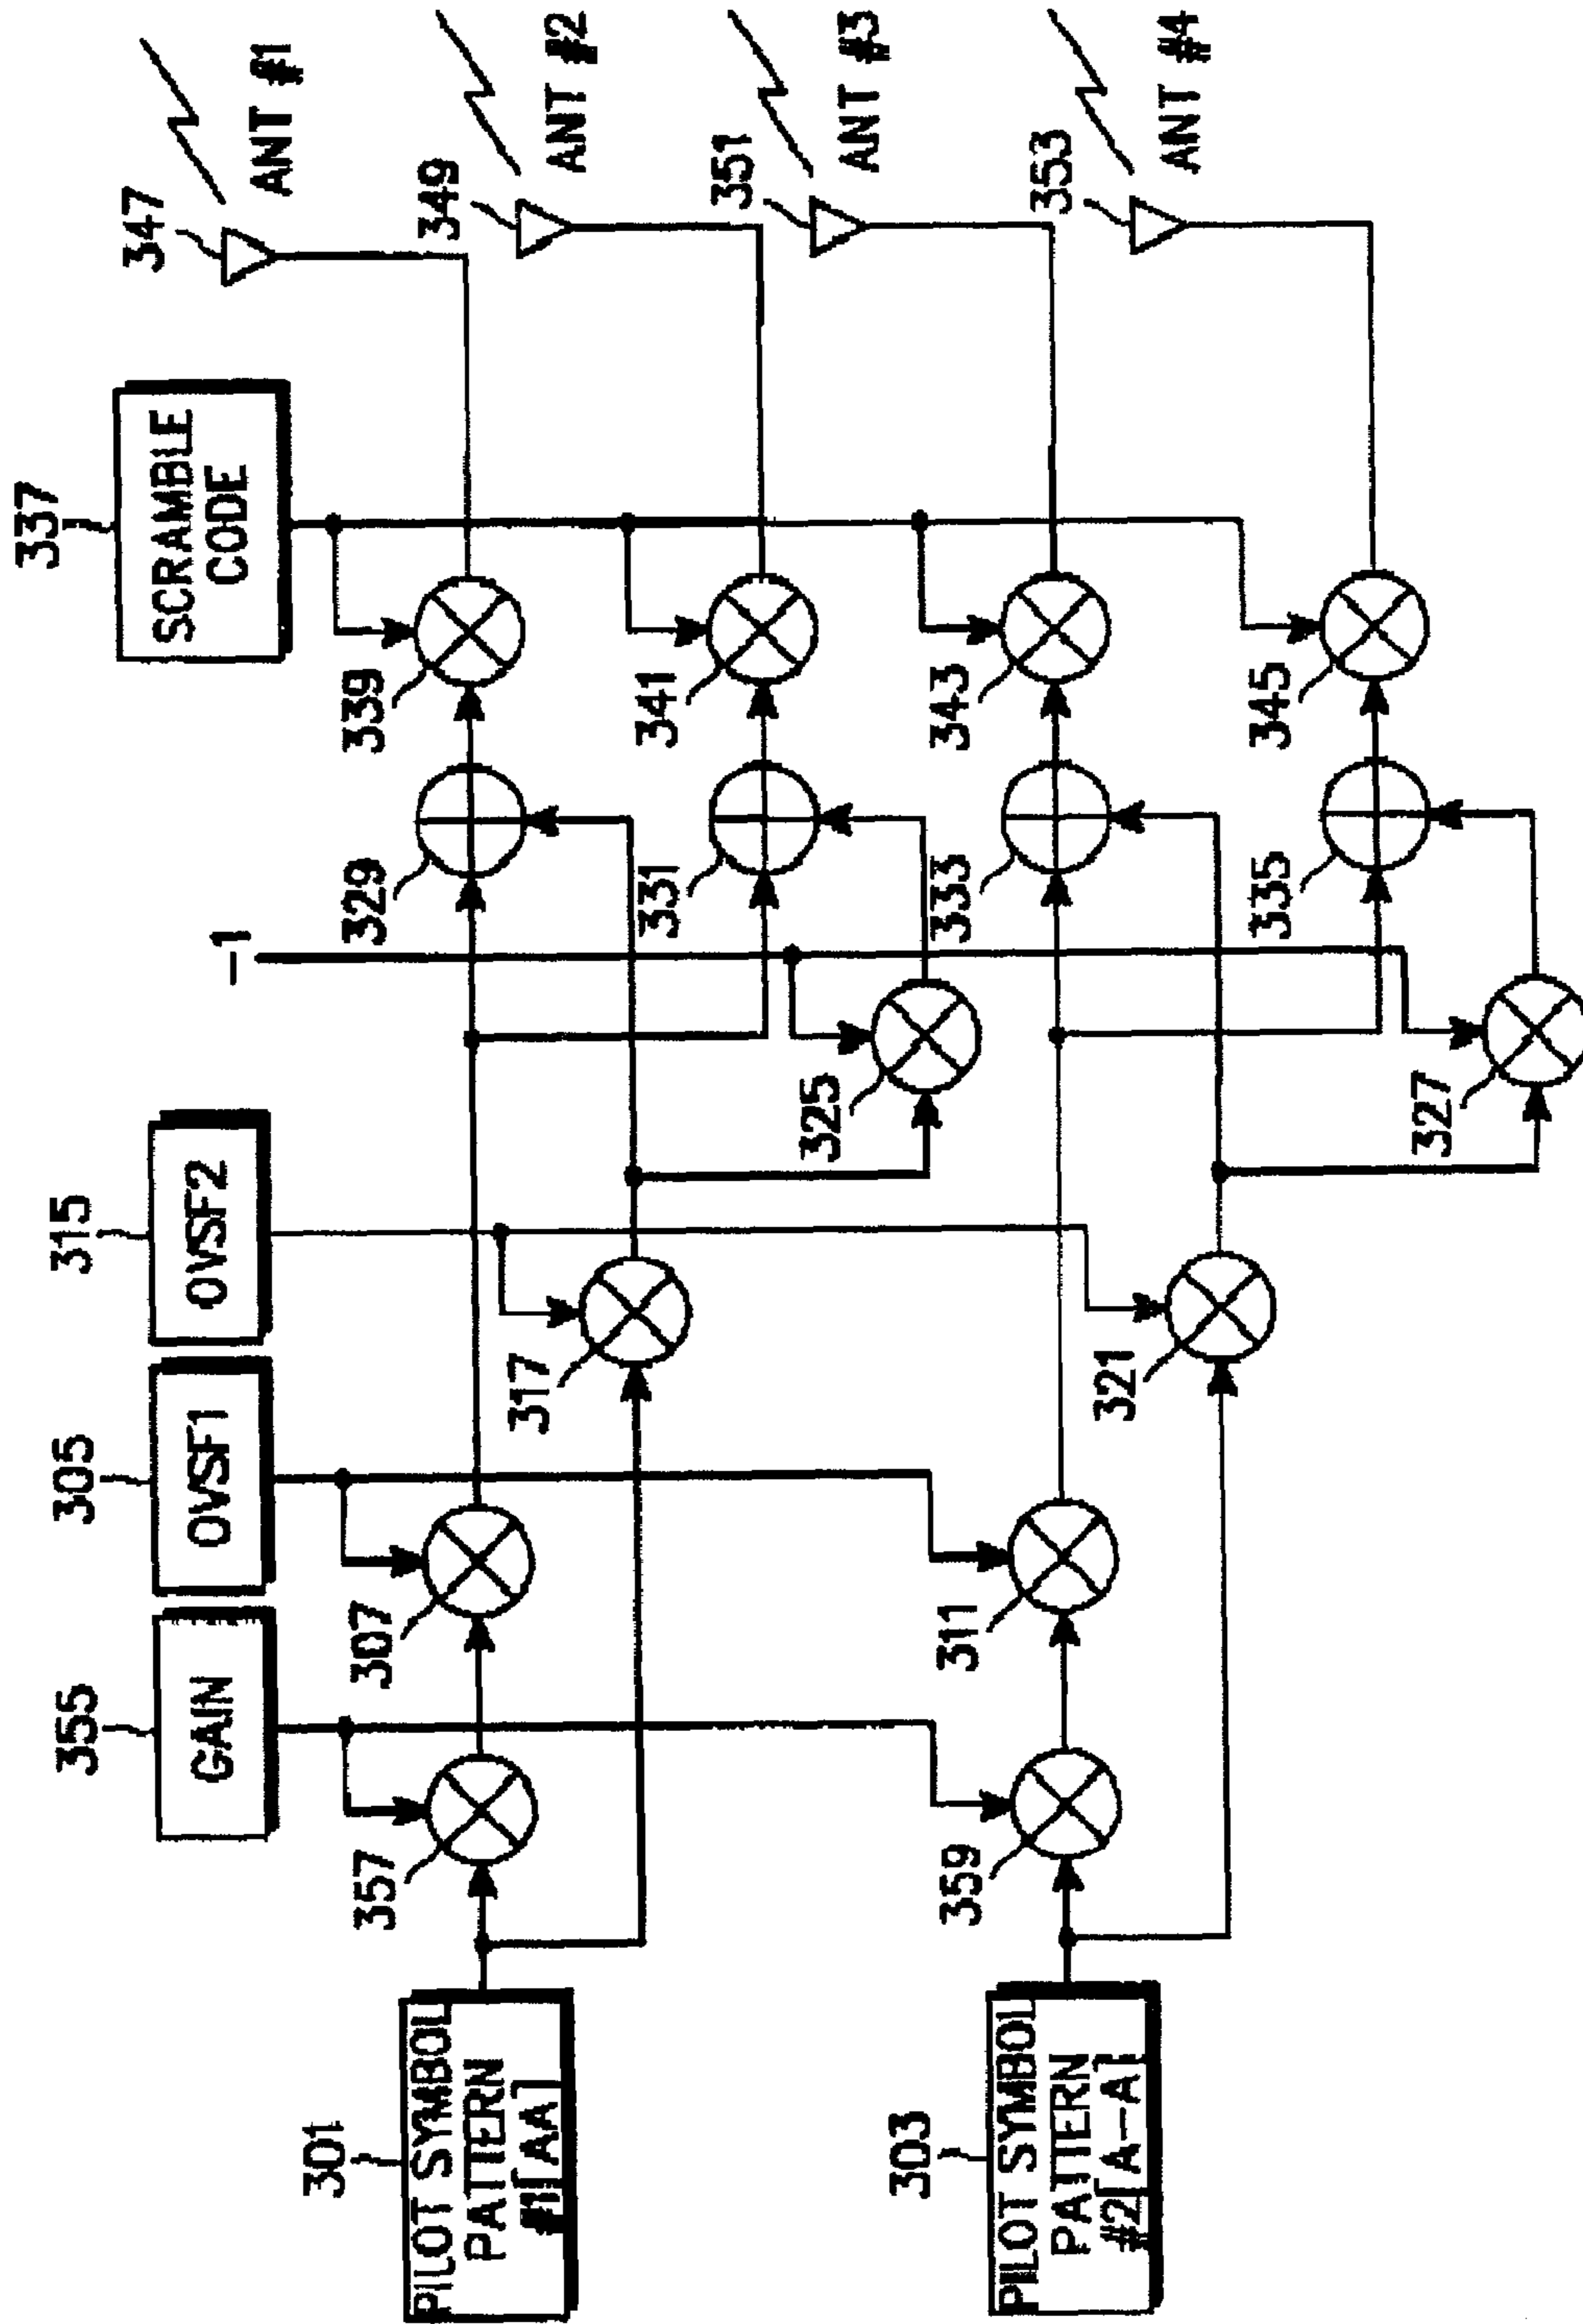 337
SCRAMBLE
CODE
347
ANT #1
349
ANT #2
351
ANT #3
353
ANT #4
339
341
343
345
329
331
333
335
-1
325
327
315
OVSF2
305
OVSF1
355
GAIN
317
321
307
311
357
359
301
PILOT SYMBOL
PATTERN
#1[AA]
303
PILOT SYMBOL
PATTERN
#2[A-A]